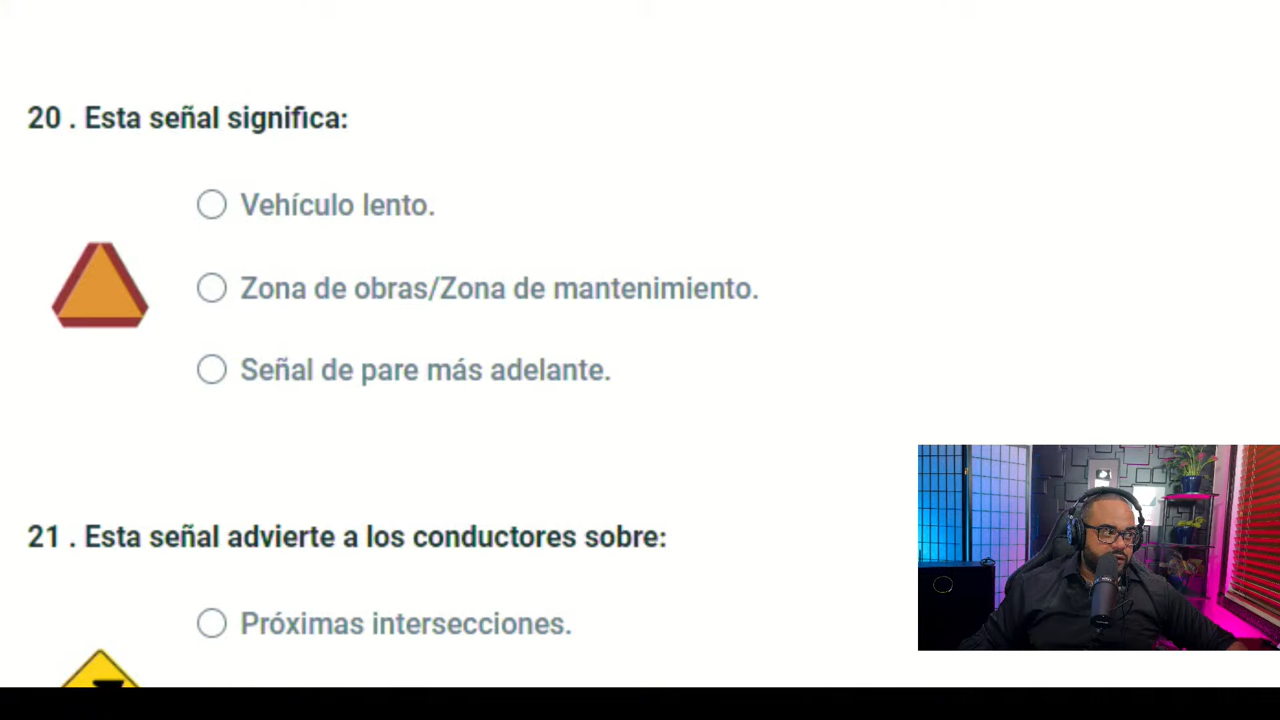 20 . Esta señal significa:
Vehículo lento.
Zona de obras/Zona de mantenimiento.
Señal de pare más adelante.
21 . Esta señal advierte a los conductores sobre:
Próximas intersecciones.